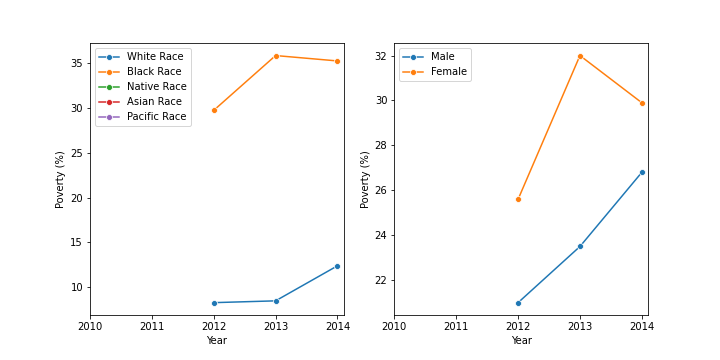 White Race
Black Race
Native Race
Asian Race
Pacific Race
35
30
25
20
15
10
Poverty (%)
2010 2011 2012 2013 2014
Year
Male
Female
32
30
28
26
24
22
Poverty (%)
2010 2011 2012 2013 2014
Year